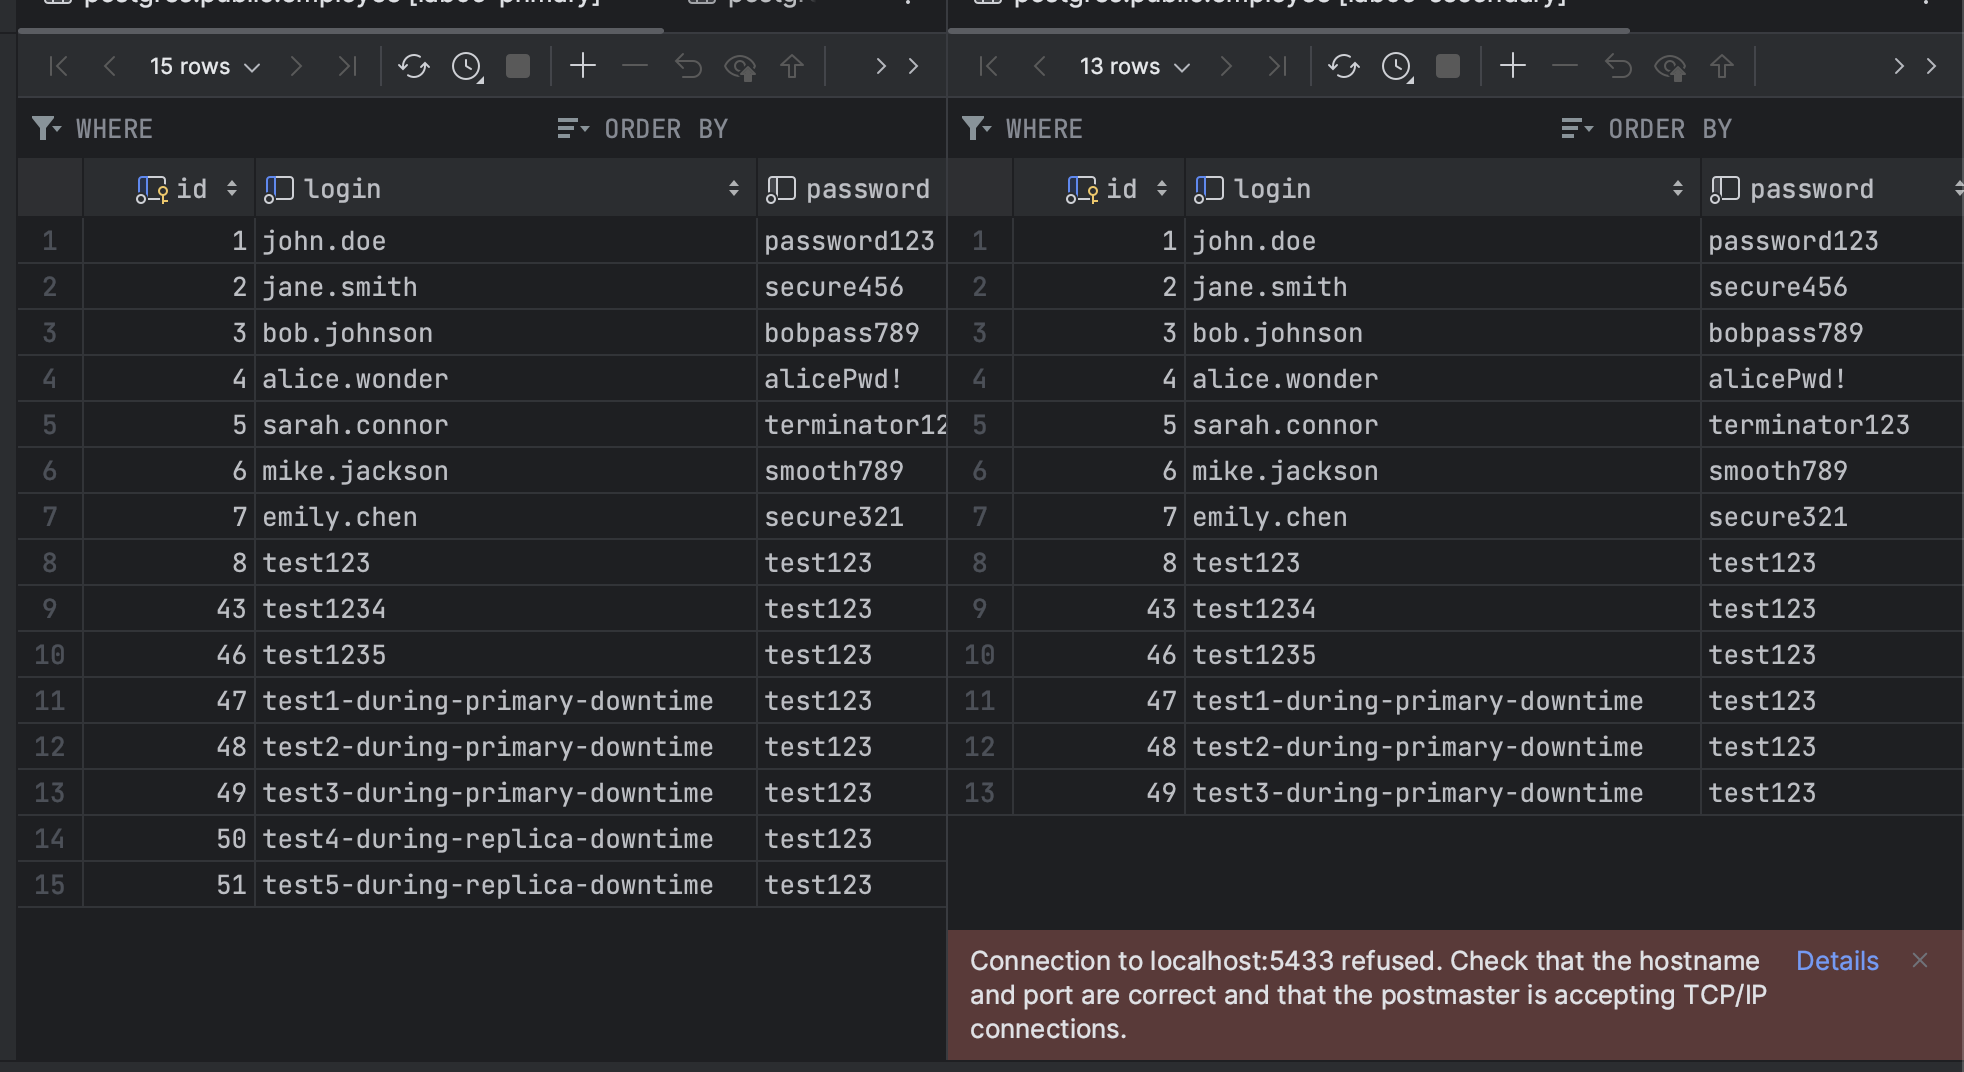 15 rows
WHERE ORDER BY
id login password
1 1 john.doe password123
2 2 jane.smith secure456
3 3 bob.johnson bobpass789
4 4 alice.wonder alicePwd!
5 5 sarah.connor terminator12
6 6 mike.jackson smooth789
7 7 emily.chen secure321
8 8 test123 test123
9 43 test1234 test123
10 46 test1235 test123
11 47 test1-during-primary-downtime test123
12 48 test2-during-primary-downtime test123
13 49 test3-during-primary-downtime test123
14 50 test4-during-replica-downtime test123
15 51 test5-during-replica-downtime test123
13 rows
WHERE ORDER BY
id login password
1 1 john.doe password123
2 2 jane.smith secure456
3 3 bob.johnson bobpass789
4 4 alice.wonder alicePwd!
5 5 sarah.connor terminator123
6 6 mike.jackson smooth789
7 7 emily.chen secure321
8 8 test123 test123
9 43 test1234 test123
10 46 test1235 test123
11 47 test1-during-primary-downtime test123
12 48 test2-during-primary-downtime test123
13 49 test3-during-primary-downtime test123
Connection to localhost:5433 refused. Check that the hostname Details
and port are correct and that the postmaster is accepting TCP/IP
connections.